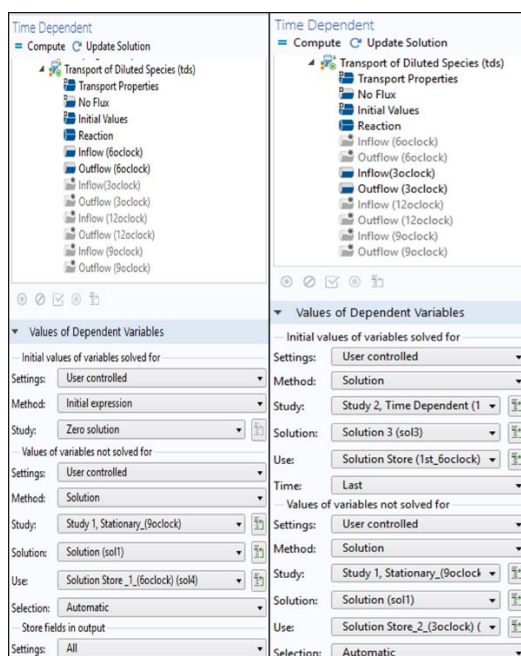 Time Dependent
= Compute Update Solution
Transport of Diluted Species (tds)
Transport Properties
No Flux
Initial Values
Reaction
Inflow (6oclock)
Outflow (6oclock)
Inflow(3oclock)
Outflow (3oclock)
Inflow (12oclock)
Outflow (12oclock)
Inflow (9oclock)
Outflow (9oclock)
Values of Dependent Variables
Initial values of variables solved for
Settings: User controlled
Method: Initial expression
Study: Zero solution
Values of variables not solved for
Settings: User controlled
Method: Solution
Study: Study 1, Stationary_(9oclock)
Solution: Solution (sol1)
Use: Solution Store _1_(6oclock) (sol4)
Selection: Automatic
Store fields in output
Settings: All
Time Dependent
= Compute Update Solution
Transport of Diluted Species (tds)
Transport Properties
No Flux
Initial Values
Reaction
Inflow (6oclock)
Outflow (6oclock)
Inflow(3oclock)
Outflow (3oclock)
Inflow (12oclock)
Outflow (12oclock)
Inflow (9oclock)
Outflow (9oclock)
Values of Dependent Variables
Initial values of variables solved for
Settings: User controlled
Method: Solution
Study: Study 2, Time Dependent (1
Solution: Solution 3 (sol3)
Use: Solution Store (1st_6oclock)
Time: Last
Values of variables not solved for
Settings: User controlled
Method: Solution
Study: Study 1, Stationary_(9oclock
Solution: Solution (sol1)
Use: Solution Store_2_(3oclock) (
Selection: Automatic